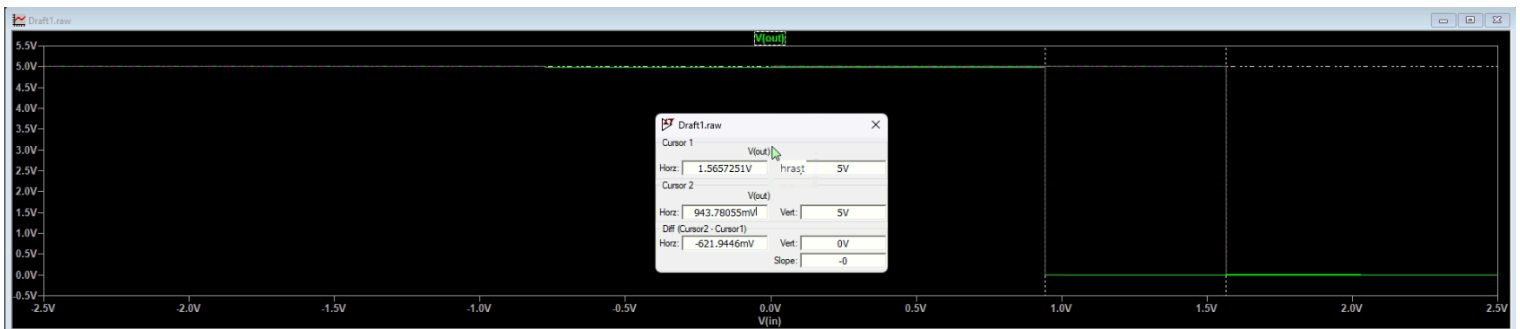 Draft1.raw
V(out)
5.5V
5.0V
4.5V
4.0V
3.5V
3.0V
2.5V
2.0V
1.5V
1.0V
0.5V
0.0V
-0.5V
Draft1.raw
Cursor 1
V(out)
Horz: 1.5657251V hrast 5V
Cursor 2
V(out)
Horz: 943.78055mV Vert: 5V
Diff (Cursor2 - Cursor1)
Horz: -621.9446mV Vert: 0V
Slope: -0
-2.5V -2.0V -1.5V -1.0V -0.5V 0.0V 0.5V 1.0V 1.5V 2.0V 2.5V
V(in)